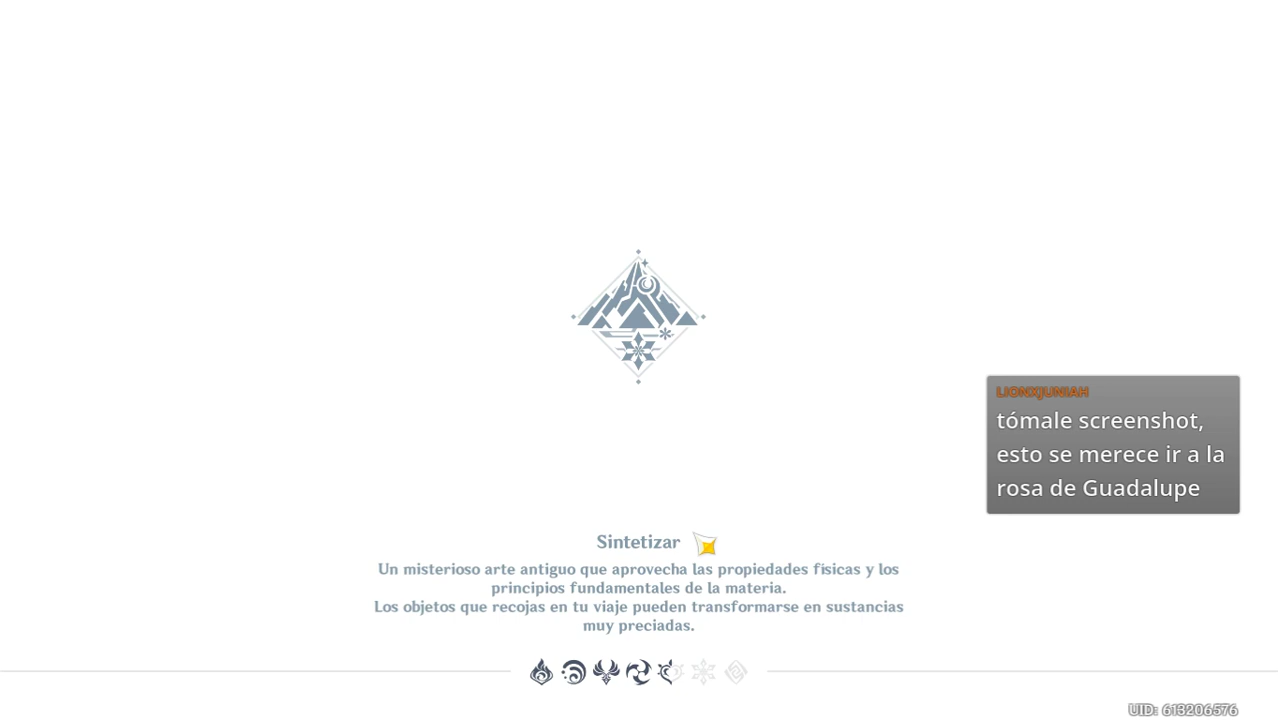 LIONXJUNIAH
tómale screenshot,
esto se merece ir a la
rosa de Guadalupe
Sintetizar
Un misterioso arte antiguo que aprovecha las propiedades físicas y los
principios fundamentales de la materia.
Los objetos que recojas en tu viaje pueden transformarse en sustancias
muy preciadas.
UID: 613206576